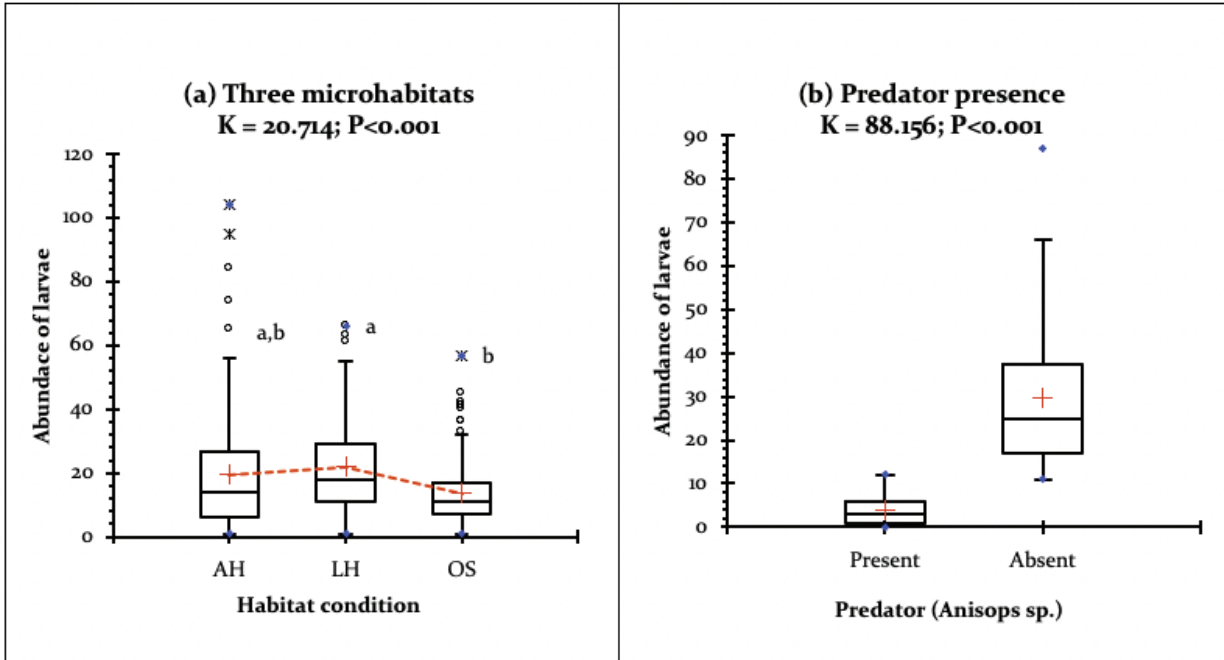 (a) Three microhabitats
K = 20.714; P<0.001
120
100
80
60
40
20
0
Abundace of larvae
a,b
a
b
AH LH OS
Habitat condition
(b) Predator presence
K = 88.156; P<0.001
90
80
70
60
50
40
30
20
10
0
Abundance of larvae
Present Absent
Predator (Anisops sp.)